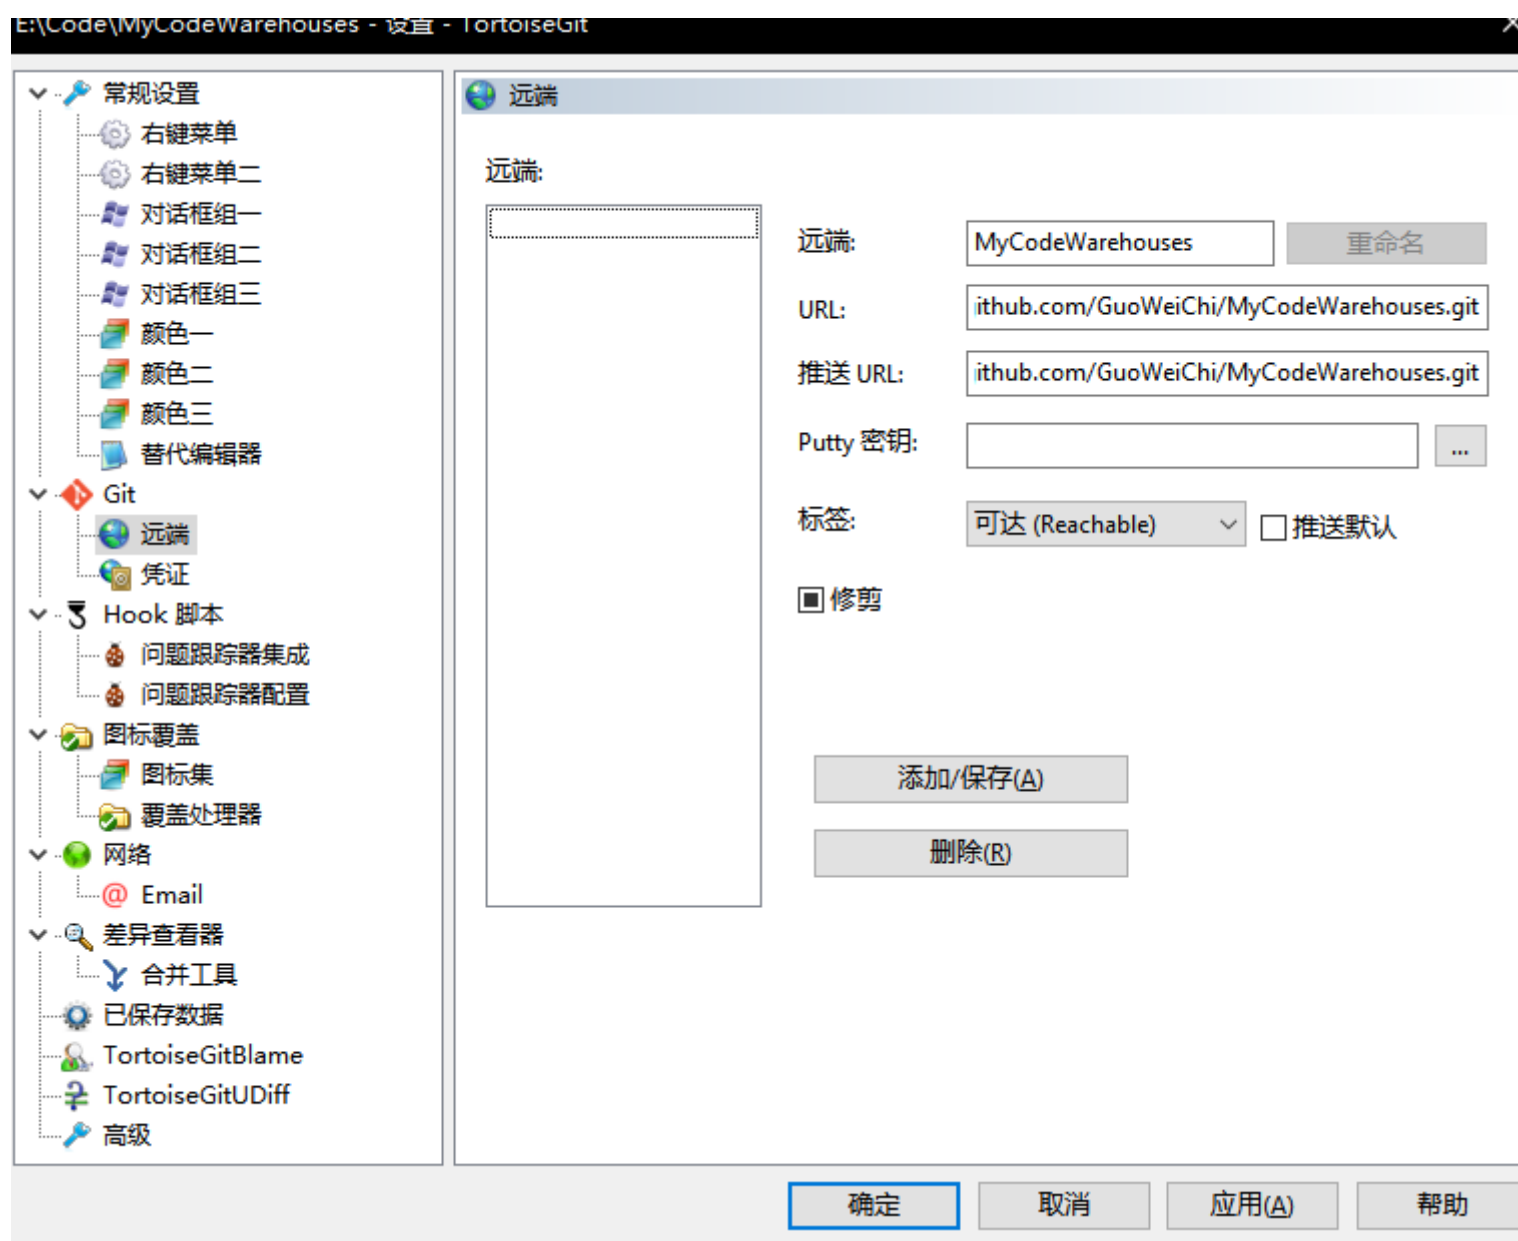 E:\Code\MyCodeWarehouses - 设置 - TortoiseGit
常规设置
右键菜单
右键菜单二
对话框组一
对话框组二
对话框组三
颜色一
颜色二
颜色三
替代编辑器
Git
远端
凭证
Hook 脚本
问题跟踪器集成
问题跟踪器配置
图标覆盖
图标集
覆盖处理器
网络
Email
差异查看器
合并工具
已保存数据
TortoiseGitBlame
TortoiseGitUDiff
高级
远端
远端:
远端: MyCodeWarehouses 重命名
URL: ithub.com/GuoWeiChi/MyCodeWarehouses.git
推送 URL: ithub.com/GuoWeiChi/MyCodeWarehouses.git
Putty 密钥: ...
标签: 可达 (Reachable) 推送默认
修剪
添加/保存(A)
删除(R)
确定 取消 应用(A) 帮助